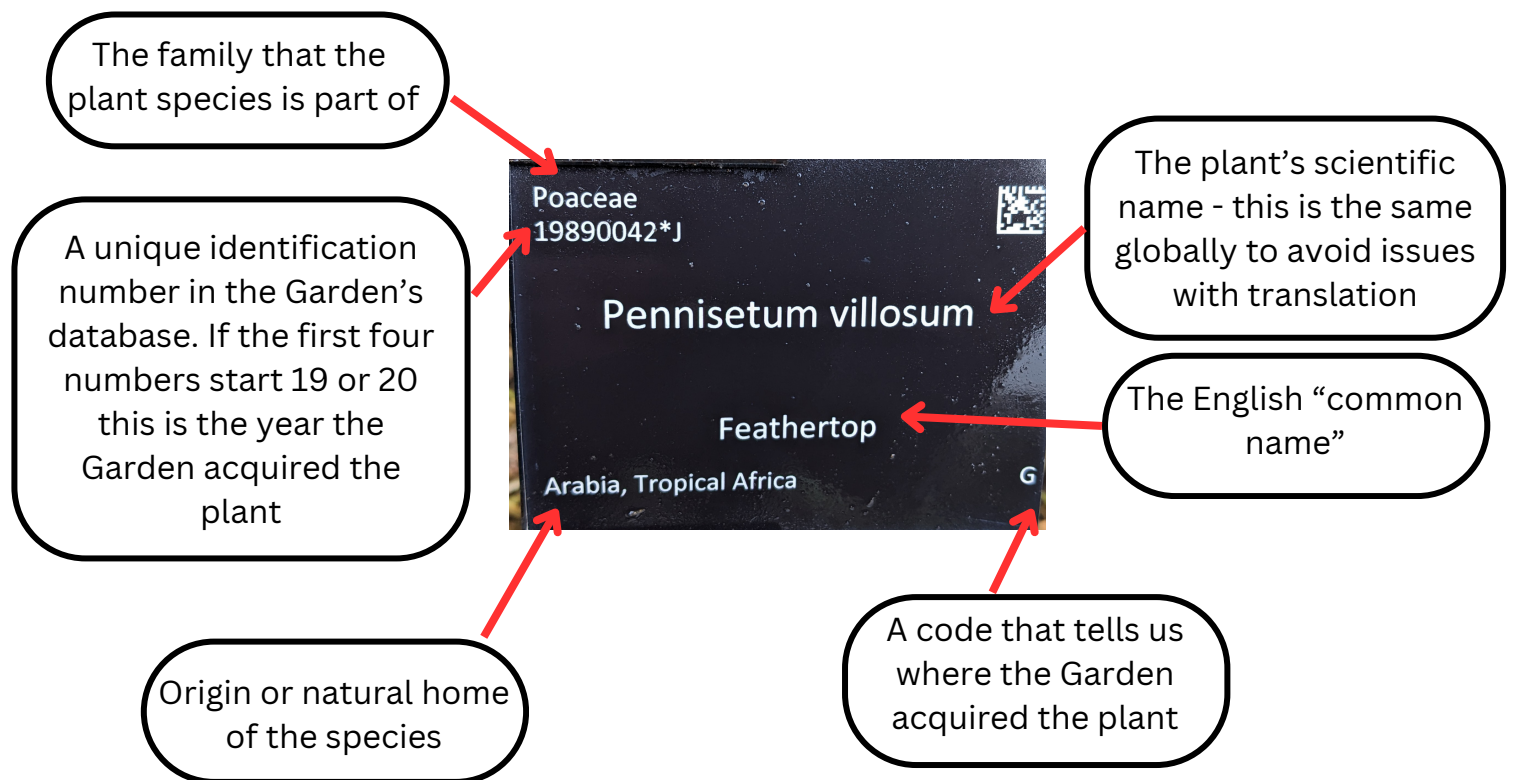 The family that the
plant species is part of
A unique identification
number in the Garden’s
database. If the first four
numbers start 19 or 20
this is the year the
Garden acquired the
plant
Origin or natural home
of the species
Poaceae
19890042*J
Pennisetum villosum
Feathertop
Arabia, Tropical Africa
G
The plant’s scientific
name - this is the same
globally to avoid issues
with translation
The English “common
name”
A code that tells us
where the Garden
acquired the plant